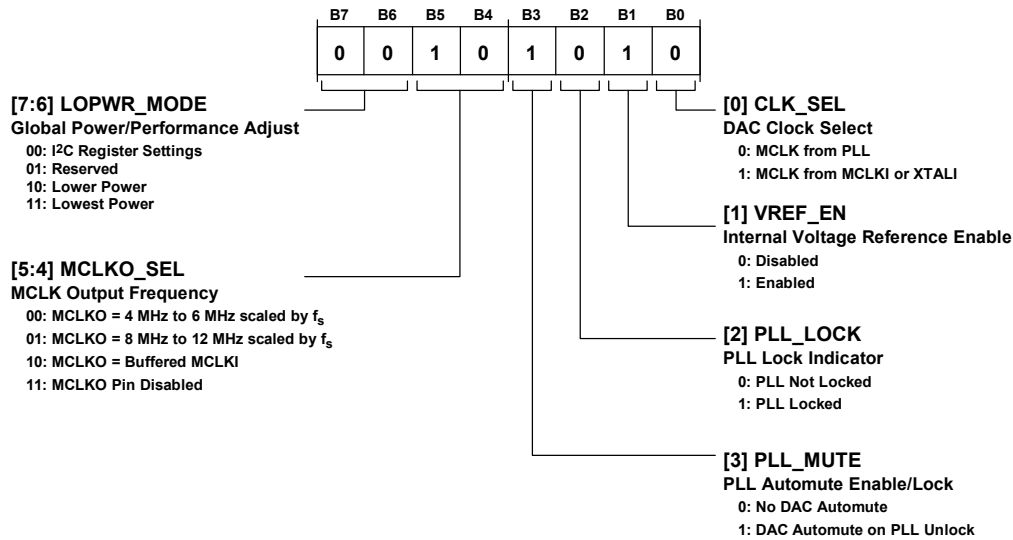 B7 B6 B5 B4 B3 B2 B1 B0
0 0 1 0 1 0 1 0
[7:6] LOPWR_MODE
Global Power/Performance Adjust
00: I2C Register Settings
01: Reserved
10: Lower Power
11: Lowest Power
[5:4] MCLKO_SEL
MCLK Output Frequency
00: MCLKO = 4 MHz to 6 MHz scaled by fs
01: MCLKO = 8 MHz to 12 MHz scaled by fs
10: MCLKO = Buffered MCLKI
11: MCLKO Pin Disabled
[0] CLK_SEL
DAC Clock Select
0: MCLK from PLL
1: MCLK from MCLKI or XTALI
[1] VREF_EN
Internal Voltage Reference Enable
0: Disabled
1: Enabled
[2] PLL_LOCK
PLL Lock Indicator
0: PLL Not Locked
1: PLL Locked
[3] PLL_MUTE
PLL Automute Enable/Lock
0: No DAC Automute
1: DAC Automute on PLL Unlock